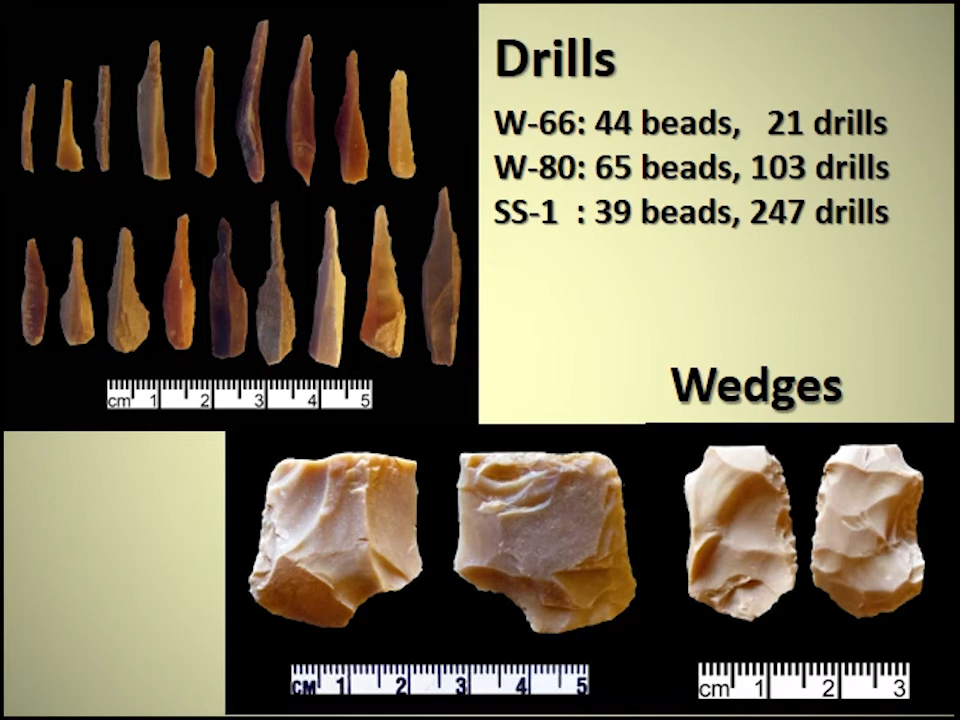 Drills
W-66: 44 beads, 21 drills
W-80: 65 beads, 103 drills
SS-1 : 39 beads, 247 drills
cm 1 2 3 4 5
Wedges
CM 1 2 3 4 5
cm 1 2 3